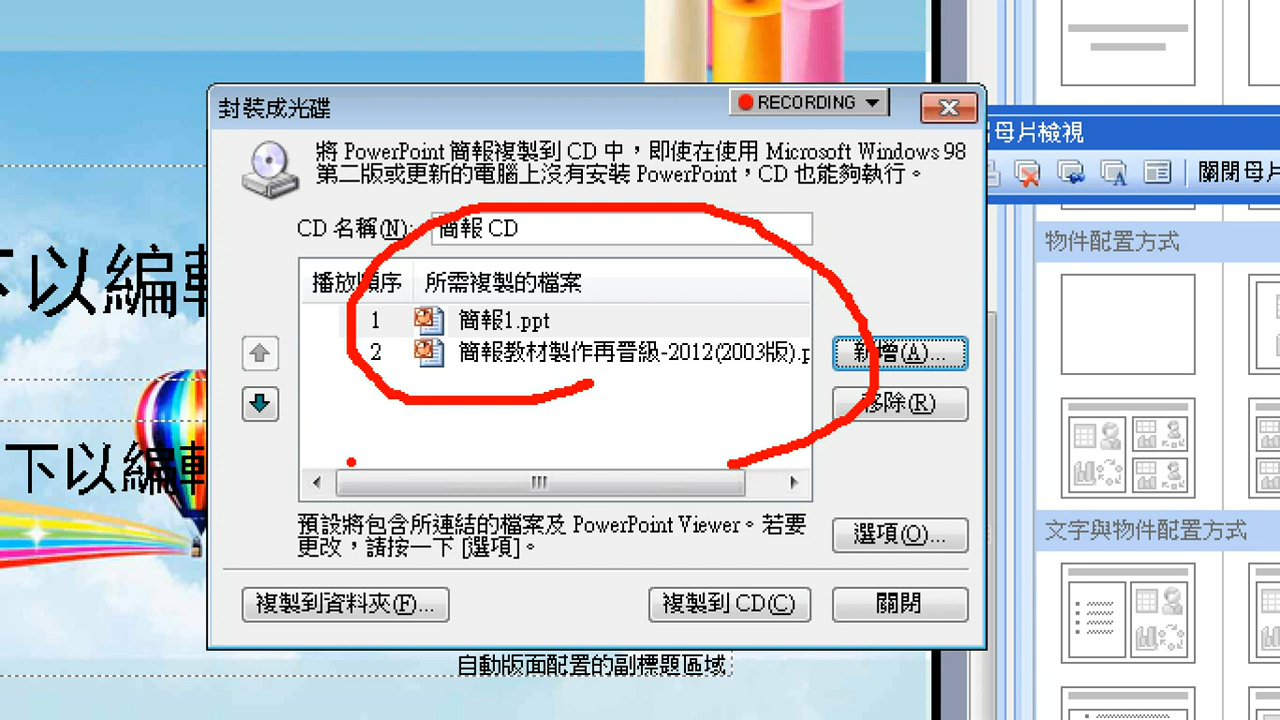 封裝成光碟
RECORDING
將 PowerPoint 簡報複製到 CD 中，即使在使用 Microsoft Windows 98
第二版或更新的電腦上沒有安裝 PowerPoint，CD 也能夠執行。
CD 名稱(N): 簡報 CD
播放順序 所需複製的檔案
1 簡報1.ppt
2 簡報教材製作再晉級-2012(2003版).p
新增(A)...
移除(R)
預設將包含所連結的檔案及 PowerPoint Viewer。若要
更改，請按一下 [選項]。
選項(O)...
複製到資料夾(F)...
複製到 CD(C)
關閉
下以編輯
下以編輯
自動版面配置的副標題區域
母片檢視
關閉母片
物件配置方式
文字與物件配置方式